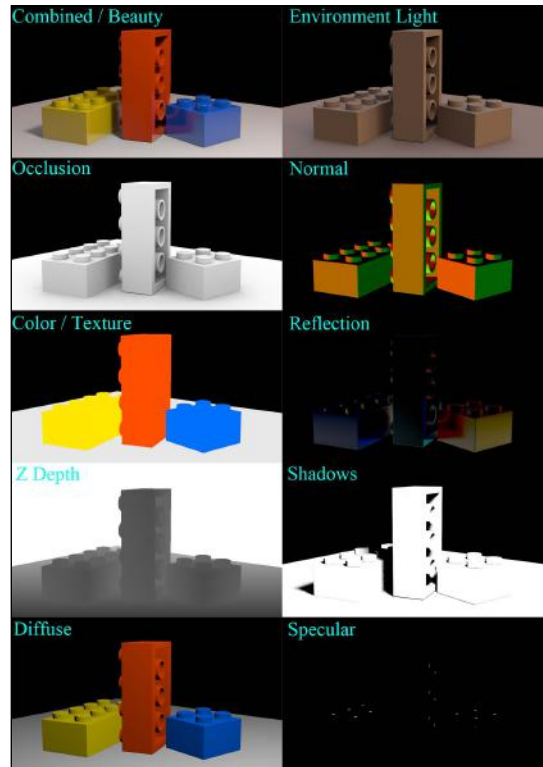 Combined / Beauty
Environment Light
Occlusion
Normal
Color / Texture
Reflection
Z Depth
Shadows
Diffuse
Specular